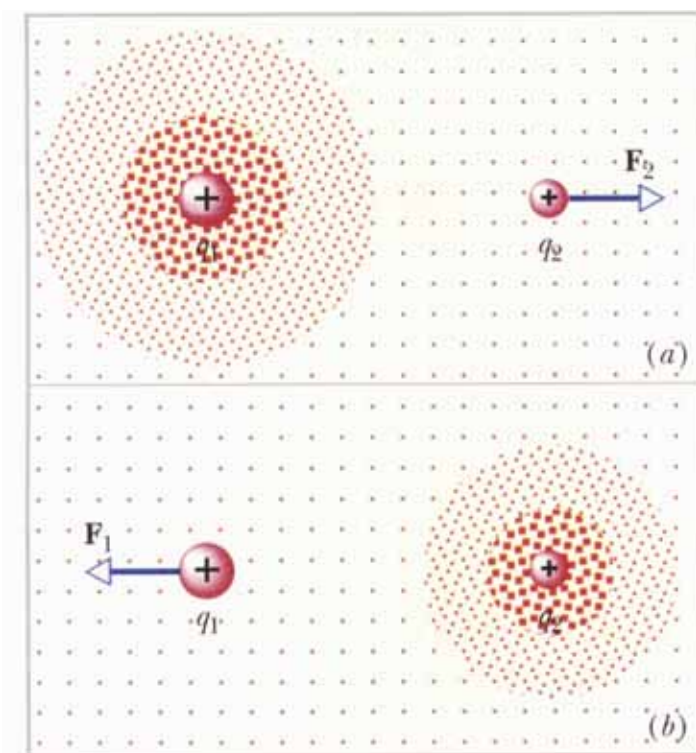 +
+
F₂
q₁
q₂
(a)
F₁
+
+
q₁
q₂
(b)